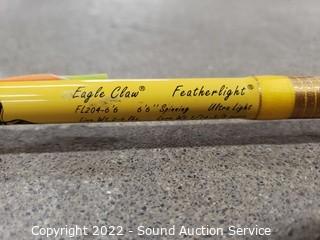 Eagle Claw® Featherlight®
FL204-6'6 6'6" Spinning Ultra Light
Copyright 2022 - Sound Auction Service